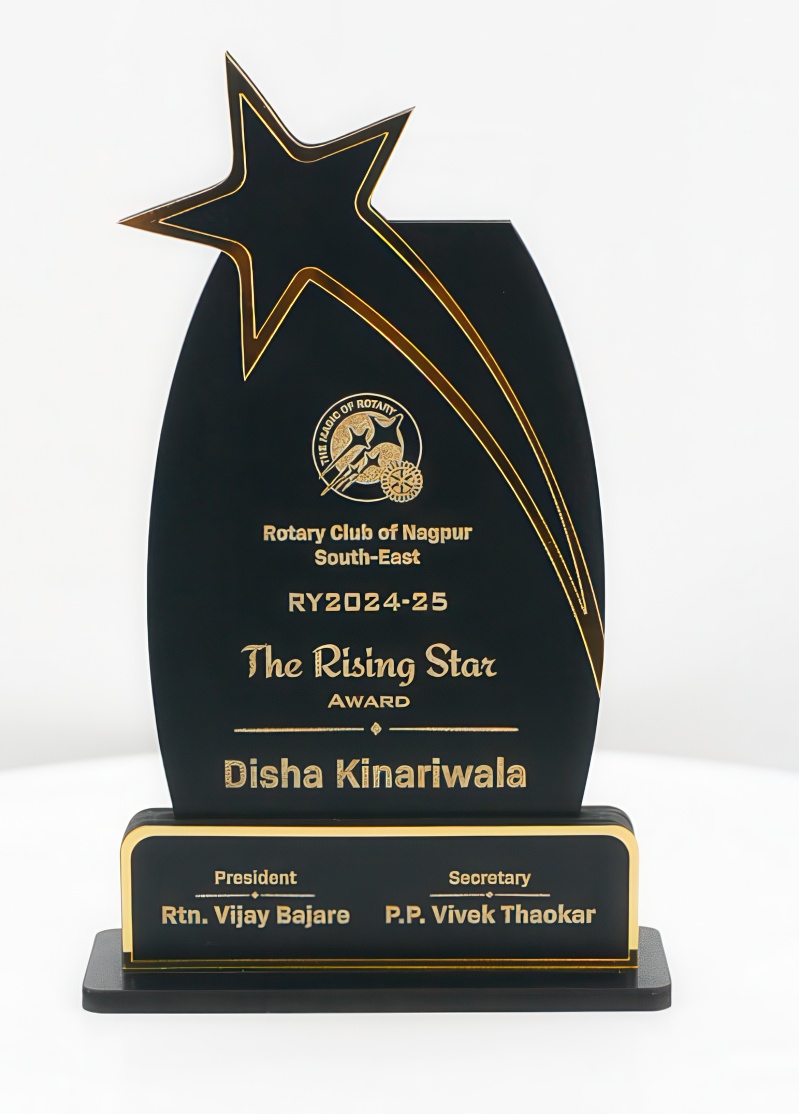 THE MAGIC OF ROTARY
Rotary Club of Nagpur
South-East
RY2024-25
The Rising Star
AWARD
Disha Kinariwala
President
Secretary
Rtn. Vijay Bajare
P.P. Vivek Thaokar